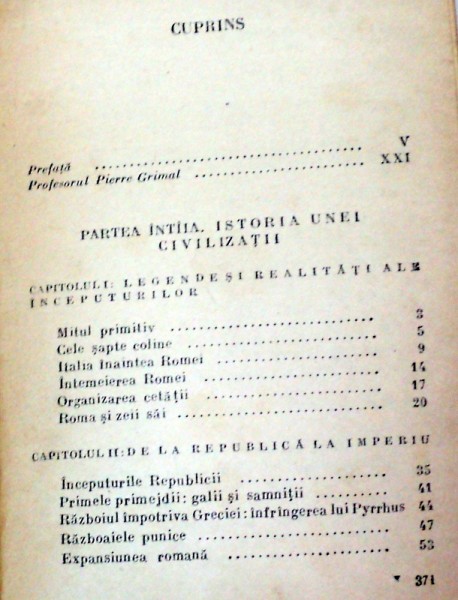 CUPRINS
Prefață .......................................... V
Profesorul Pierre Grimal .......................... XXI
PARTEA ÎNTÎIA. ISTORIA UNEI
CIVILIZAȚII
CAPITOLUL I: LEGENDE ȘI REALITĂȚI ALE
ÎNCEPUTURILOR
Mitul primitiv .......................... 3
Cele șapte coline .......................... 5
Italia înaintea Romei .......................... 9
Întemeierea Romei .......................... 14
Organizarea cetății .......................... 17
Roma și zeii săi .......................... 20
CAPITOLUL II: DE LA REPUBLICĂ LA IMPERIU
Începuturile Republicii .......................... 35
Primele primejdii: galii și samniții .............. 41
Războiul împotriva Greciei: înfrîngerea lui Pyrrhus 44
Războaiele punice .......................... 47
Expansiunea romană .......................... 53
371